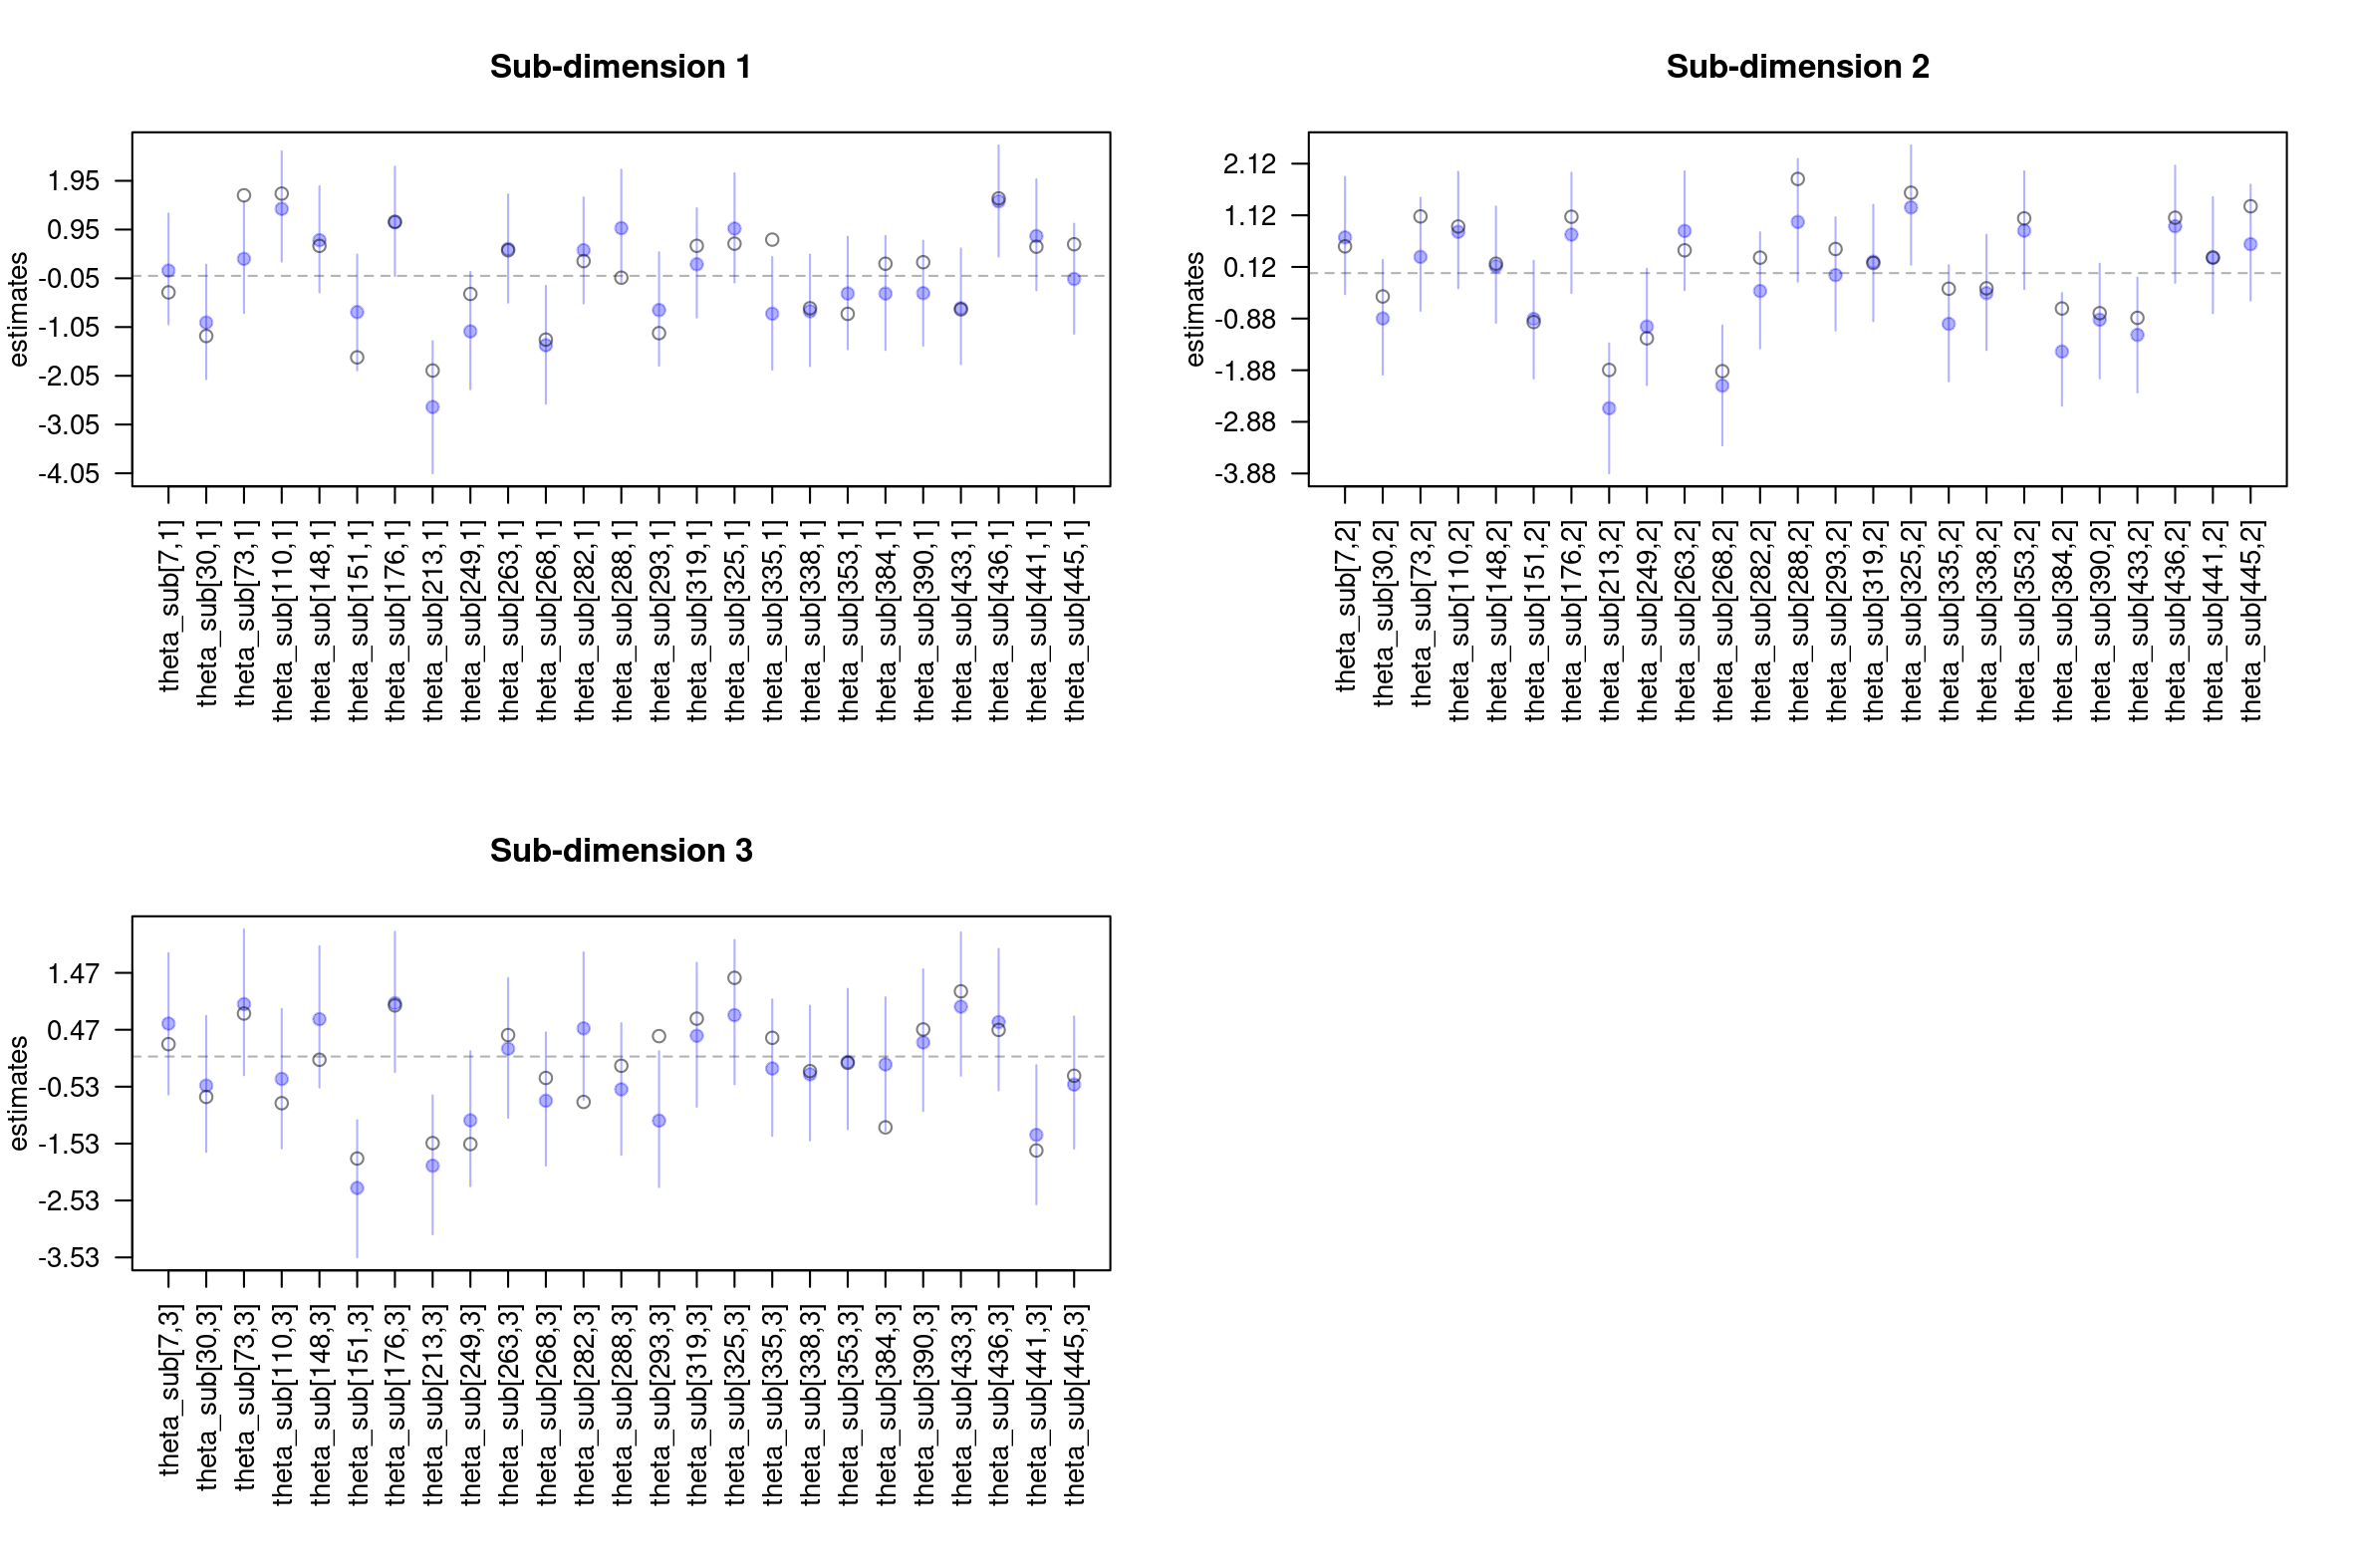 Sub-dimension 1
estimates
1.95
0.95
-0.05
-1.05
-2.05
-3.05
-4.05
theta_sub[7,1]
theta_sub[30,1]
theta_sub[73,1]
theta_sub[110,1]
theta_sub[148,1]
theta_sub[151,1]
theta_sub[176,1]
theta_sub[213,1]
theta_sub[249,1]
theta_sub[263,1]
theta_sub[268,1]
theta_sub[282,1]
theta_sub[288,1]
theta_sub[293,1]
theta_sub[319,1]
theta_sub[325,1]
theta_sub[335,1]
theta_sub[338,1]
theta_sub[353,1]
theta_sub[384,1]
theta_sub[390,1]
theta_sub[433,1]
theta_sub[436,1]
theta_sub[441,1]
theta_sub[445,1]
Sub-dimension 2
estimates
2.12
1.12
0.12
-0.88
-1.88
-2.88
-3.88
theta_sub[7,2]
theta_sub[30,2]
theta_sub[73,2]
theta_sub[110,2]
theta_sub[148,2]
theta_sub[151,2]
theta_sub[176,2]
theta_sub[213,2]
theta_sub[249,2]
theta_sub[263,2]
theta_sub[268,2]
theta_sub[282,2]
theta_sub[288,2]
theta_sub[293,2]
theta_sub[319,2]
theta_sub[325,2]
theta_sub[335,2]
theta_sub[338,2]
theta_sub[353,2]
theta_sub[384,2]
theta_sub[390,2]
theta_sub[433,2]
theta_sub[436,2]
theta_sub[441,2]
theta_sub[445,2]
Sub-dimension 3
estimates
1.47
0.47
-0.53
-1.53
-2.53
-3.53
theta_sub[7,3]
theta_sub[30,3]
theta_sub[73,3]
theta_sub[110,3]
theta_sub[148,3]
theta_sub[151,3]
theta_sub[176,3]
theta_sub[213,3]
theta_sub[249,3]
theta_sub[263,3]
theta_sub[268,3]
theta_sub[282,3]
theta_sub[288,3]
theta_sub[293,3]
theta_sub[319,3]
theta_sub[325,3]
theta_sub[335,3]
theta_sub[338,3]
theta_sub[353,3]
theta_sub[384,3]
theta_sub[390,3]
theta_sub[433,3]
theta_sub[436,3]
theta_sub[441,3]
theta_sub[445,3]